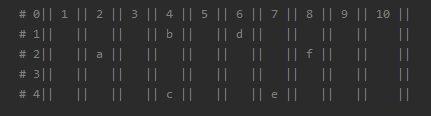 # 0|| 1 || 2 || 3 || 4 || 5 || 6 || 7 || 8 || 9 || 10 ||
# 1||   ||   ||   || b ||   || d ||   ||   ||   ||    ||
# 2||   || a ||   ||   ||   ||   ||   || f ||   ||    ||
# 3||   ||   ||   ||   ||   ||   ||   ||   ||   ||    ||
# 4||   ||   ||   || c ||   ||   || e ||   ||   ||    ||